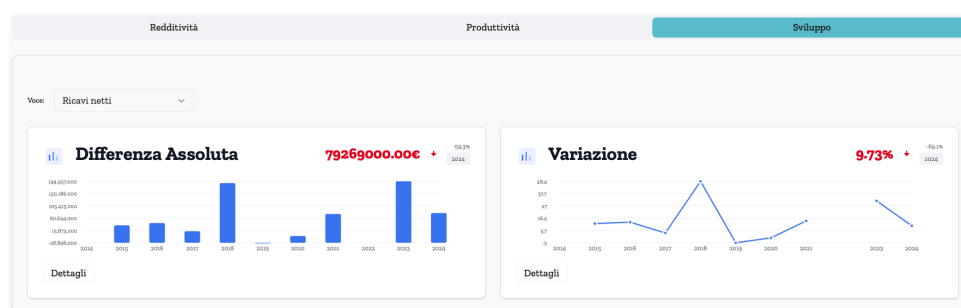 Redditività
Produttività
Sviluppo
Voce:
Ricavi netti
Differenza Assoluta
79269000.00€
-59.3%
2024
194.957.000
150.186.000
105.415.000
60.644.000
15.873.000
-28.898.000
2014 2015 2016 2017 2018 2019 2020 2021 2022 2023 2024
Dettagli
Variazione
9.73%
-69.1%
2024
48.4
37.7
27
16.4
5.7
-5
2014 2015 2016 2017 2018 2019 2020 2021 2023 2024
Dettagli